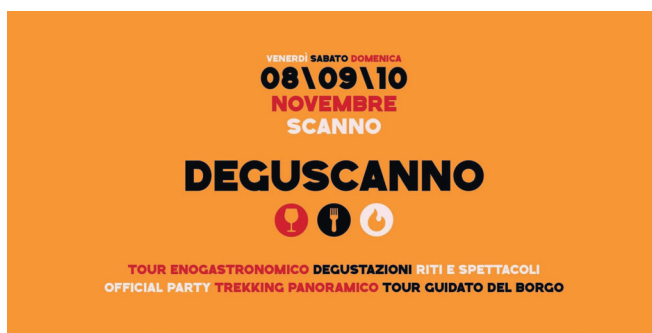 VENERDÌ SABATO DOMENICA
08\09\10
NOVEMBRE
SCANNO
DEGUSCANNO
TOUR ENOGASTRONOMICO DEGUSTAZIONI RITI E SPETTACOLI
OFFICIAL PARTY TREKKING PANORAMICO TOUR GUIDATO DEL BORGO